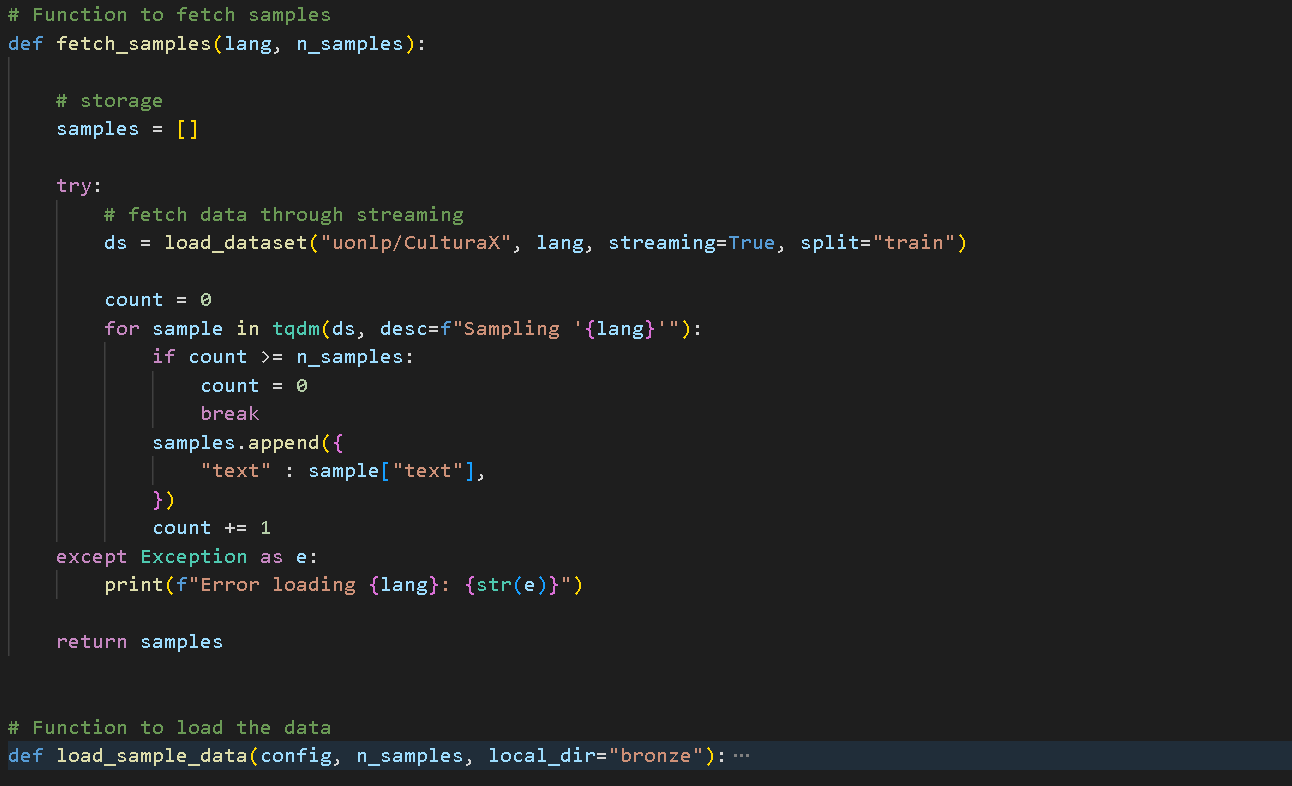 # Function to fetch samples
def fetch_samples(lang, n_samples):
    # storage
    samples = []
    try:
        # fetch data through streaming
        ds = load_dataset("uonlp/CulturaX", lang, streaming=True, split="train")
        count = 0
        for sample in tqdm(ds, desc=f"Sampling '{lang}'"):
            if count >= n_samples:
                count = 0
                break
            samples.append({
                "text" : sample["text"],
            })
            count += 1
    except Exception as e:
        print(f"Error loading {lang}: {str(e)}")
    return samples
# Function to load the data
def load_sample_data(config, n_samples, local_dir="bronze"): ···